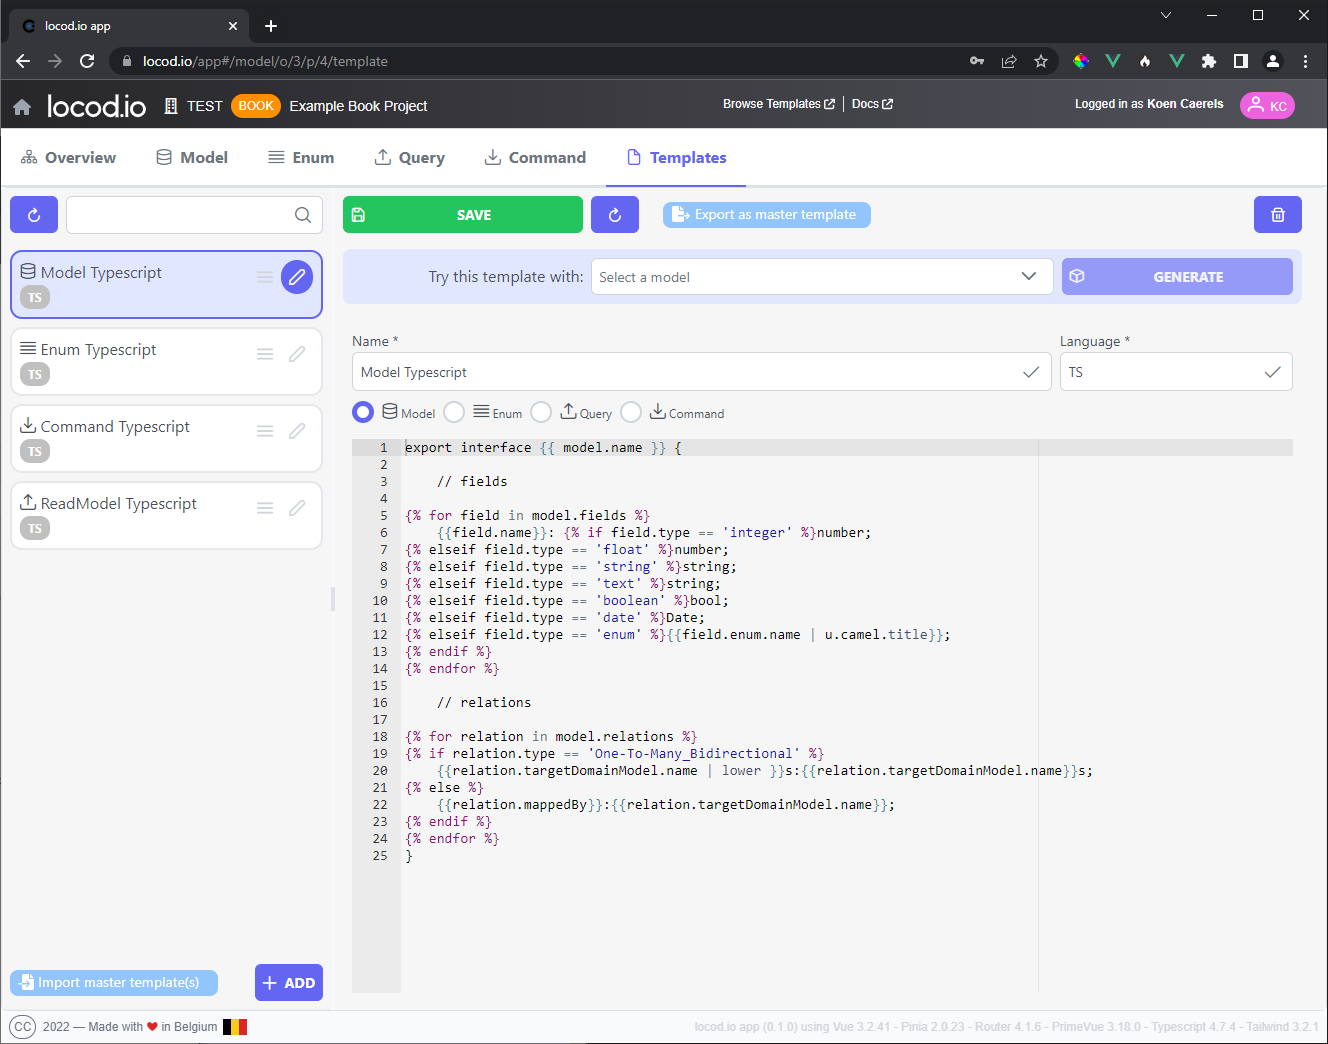 locod.io app
locod.io/app#/model/o/3/p/4/template
locod.io TEST BOOK Example Book Project Browse Templates Docs Logged in as Koen Caerels KC
Overview Model Enum Query Command Templates
SAVE Export as master template
Model Typescript
TS
Enum Typescript
TS
Command Typescript
TS
ReadModel Typescript
TS
Try this template with: Select a model GENERATE
Name * Language *
Model Typescript TS
Model Enum Query Command
1 export interface {{ model.name }} {
2
3     // fields
4
5 {% for field in model.fields %}
6     {{field.name}}: {% if field.type == 'integer' %}number;
7 {% elseif field.type == 'float' %}number;
8 {% elseif field.type == 'string' %}string;
9 {% elseif field.type == 'text' %}string;
10 {% elseif field.type == 'boolean' %}bool;
11 {% elseif field.type == 'date' %}Date;
12 {% elseif field.type == 'enum' %}{{field.enum.name | u.camel.title}};
13 {% endif %}
14 {% endfor %}
15
16     // relations
17
18 {% for relation in model.relations %}
19 {% if relation.type == 'One-To-Many_Bidirectional' %}
20     {{relation.targetDomainModel.name | lower }}s:{{relation.targetDomainModel.name}}s;
21 {% else %}
22     {{relation.mappedBy}}:{{relation.targetDomainModel.name}};
23 {% endif %}
24 {% endfor %}
25 }
Import master template(s) ADD
CC 2022 — Made with ❤ in Belgium
locod.io app (0.1.0) using Vue 3.2.41 - Pinia 2.0.23 - Router 4.1.6 - PrimeVue 3.18.0 - Typescript 4.7.4 - Tailwind 3.2.1